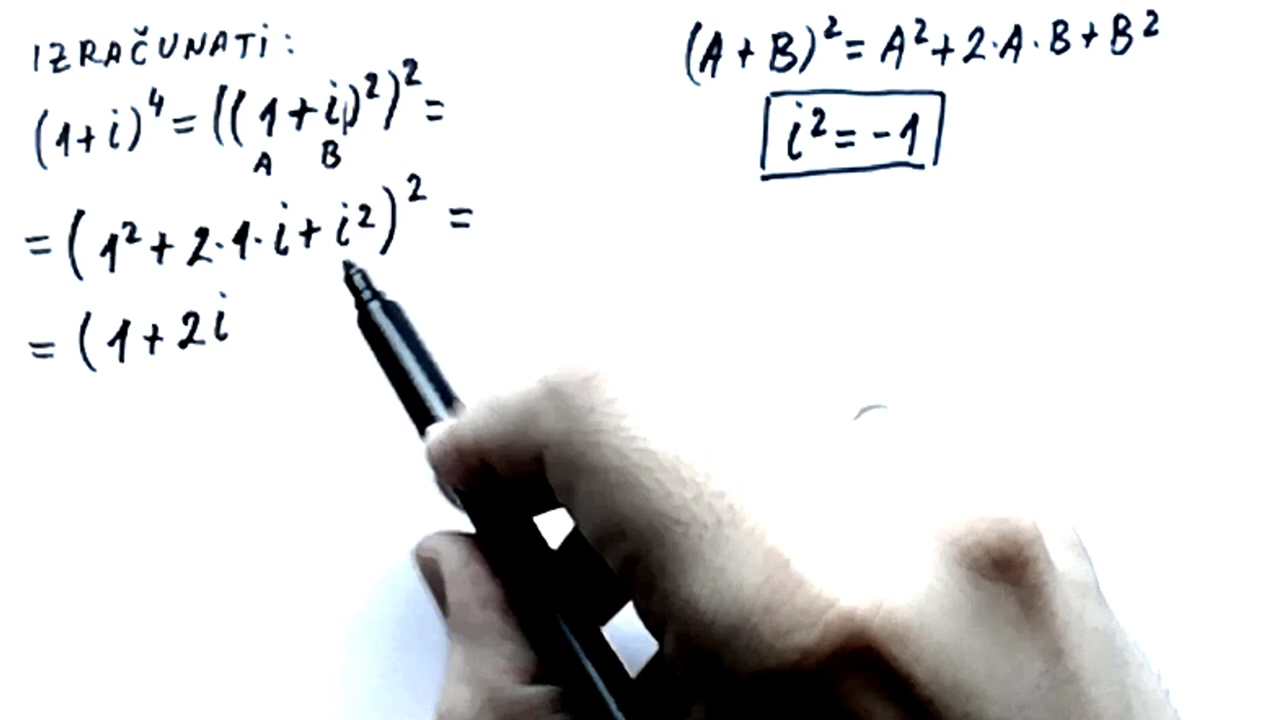 IZRAČUNATI:
(1+i)⁴ = ((1+i)²)² =
A B
= (1² + 2·1·i + i²)² =
= (1 + 2i
(A + B)² = A² + 2·A·B + B²
i² = -1